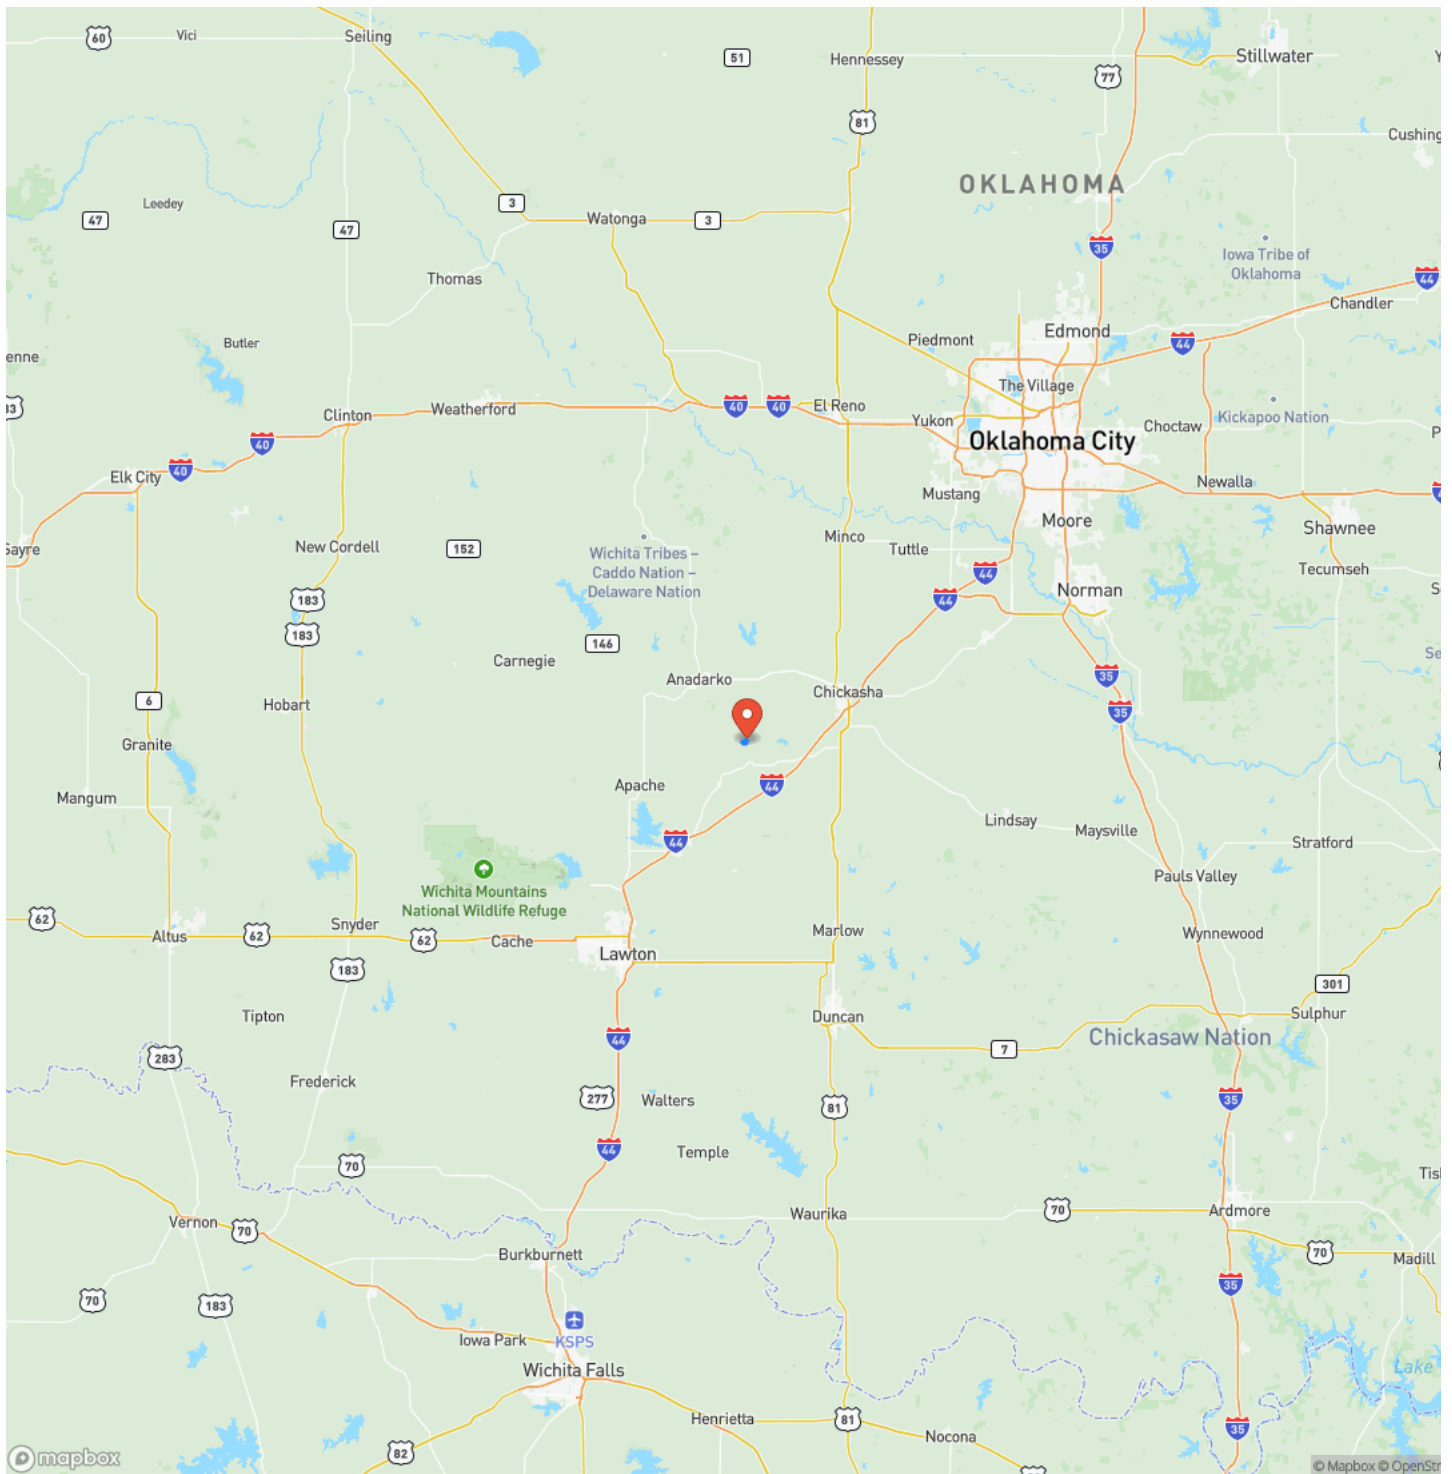 60
Vici
Seiling
51
Hennessey
77
Stillwater
81
Cushing
OKLAHOMA
Leedey
47
47
3
Watonga
3
35
Iowa Tribe of
Oklahoma
44
Thomas
Chandler
Butler
Piedmont
Edmond
44
enne
The Village
33
Clinton
Weatherford
40
40
El Reno
Yukon
Choctaw
Kickapoo Nation
Oklahoma City
40
40
Elk City
Mustang
Newalla
Moore
Shawnee
Sayre
New Cordell
152
Wichita Tribes –
Caddo Nation –
Delaware Nation
Minco
Tuttle
44
Tecumseh
183
44
Norman
183
146
Carnegie
Anadarko
Chickasha
35
6
Hobart
35
Granite
Apache
44
Mangum
44
Lindsay
Maysville
Stratford
Wichita Mountains
National Wildlife Refuge
Pauls Valley
62
Altus
62
Snyder
62
Cache
Lawton
Marlow
Wynnewood
183
301
Tipton
Duncan
Sulphur
44
7
Chickasaw Nation
283
Frederick
277
Walters
81
35
70
44
Temple
Vernon
70
Waurika
70
Ardmore
Burkburnett
70
Madill
70
183
35
KSPS
Iowa Park
Wichita Falls
Lake
Henrietta
81
35
82
Nocona
mapbox
© Mapbox © OpenStr